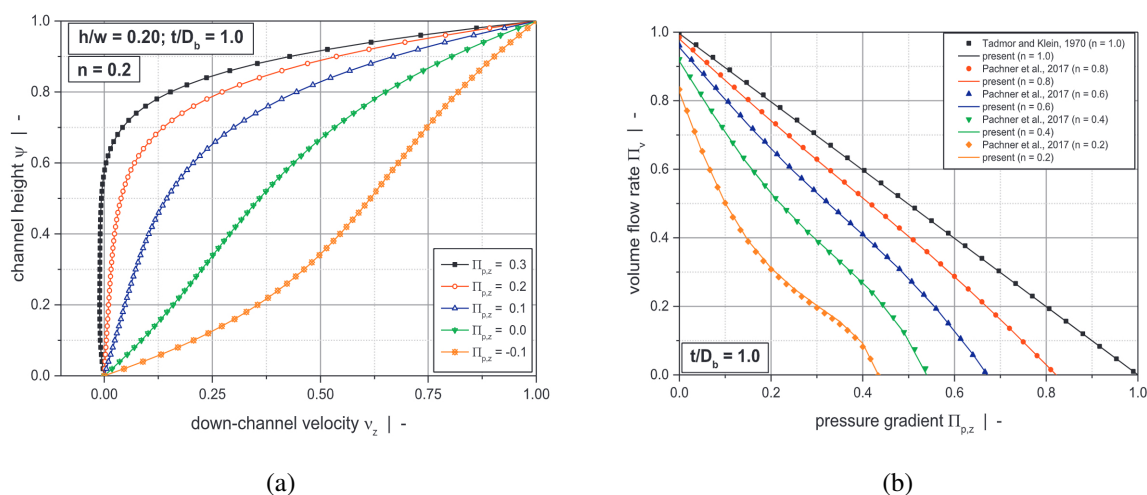 h/w = 0.20; t/D_b = 1.0
n = 0.2
channel height ψ | -
1.0
0.8
0.6
0.4
0.2
0.0
Π_p,z = 0.3
Π_p,z = 0.2
Π_p,z = 0.1
Π_p,z = 0.0
Π_p,z = -0.1
0.00 0.25 0.50 0.75 1.00
down-channel velocity ν_z | -
(a)
volume flow rate Π_v | -
1.0
0.8
0.6
0.4
0.2
0.0
Tadmor and Klein, 1970 (n = 1.0)
present (n = 1.0)
Pachner et al., 2017 (n = 0.8)
present (n = 0.8)
Pachner et al., 2017 (n = 0.6)
present (n = 0.6)
Pachner et al., 2017 (n = 0.4)
present (n = 0.4)
Pachner et al., 2017 (n = 0.2)
present (n = 0.2)
t/D_b = 1.0
0.0 0.2 0.4 0.6 0.8 1.0
pressure gradient Π_p,z | -
(b)